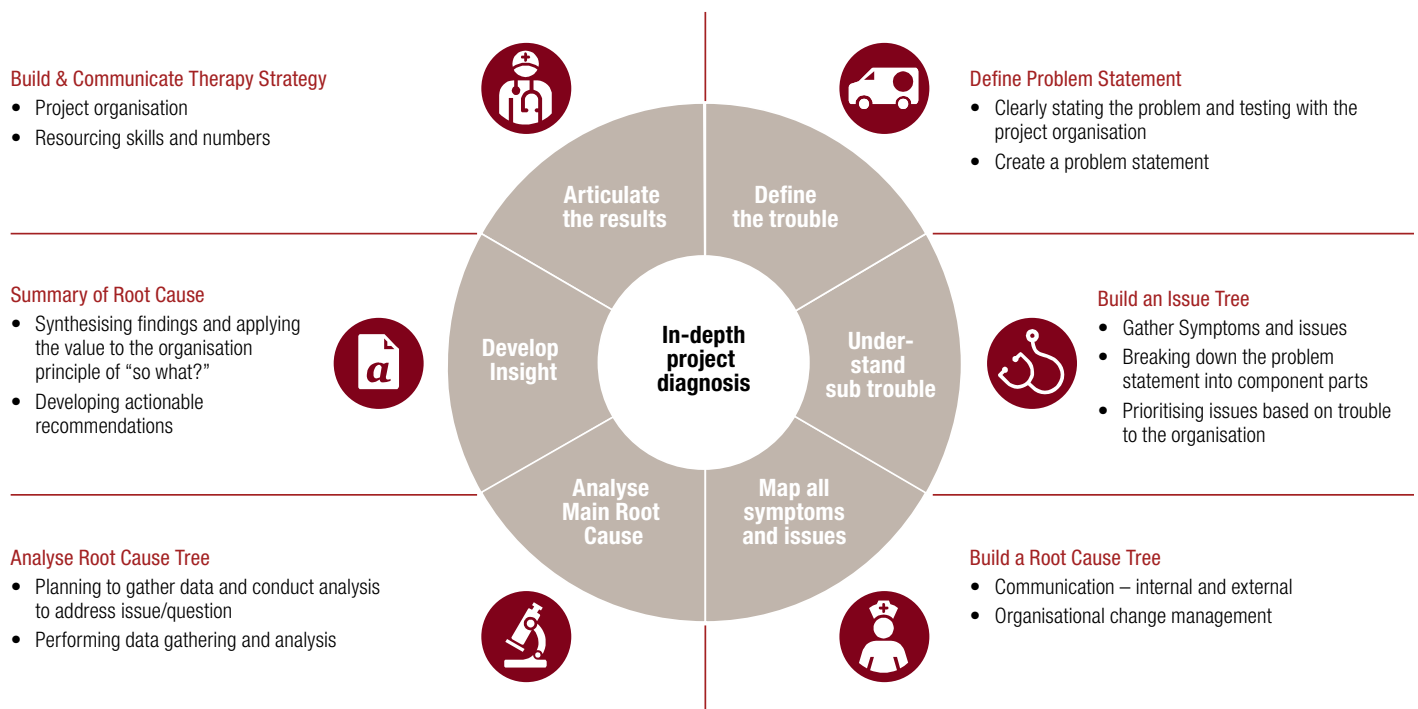 Build & Communicate Therapy Strategy
• Project organisation
• Resourcing skills and numbers
Define Problem Statement
• Clearly stating the problem and testing with the
project organisation
• Create a problem statement
Articulate
the results
Define
the trouble
Summary of Root Cause
• Synthesising findings and applying
the value to the organisation
principle of “so what?”
• Developing actionable
recommendations
a
Develop
Insight
In-depth
project
diagnosis
Under-
stand
sub trouble
Build an Issue Tree
• Gather Symptoms and issues
• Breaking down the problem
statement into component parts
• Prioritising issues based on trouble
to the organisation
Analyse
Main Root
Cause
Map all
symptoms
and issues
Analyse Root Cause Tree
• Planning to gather data and conduct analysis
to address issue/question
• Performing data gathering and analysis
Build a Root Cause Tree
• Communication – internal and external
• Organisational change management